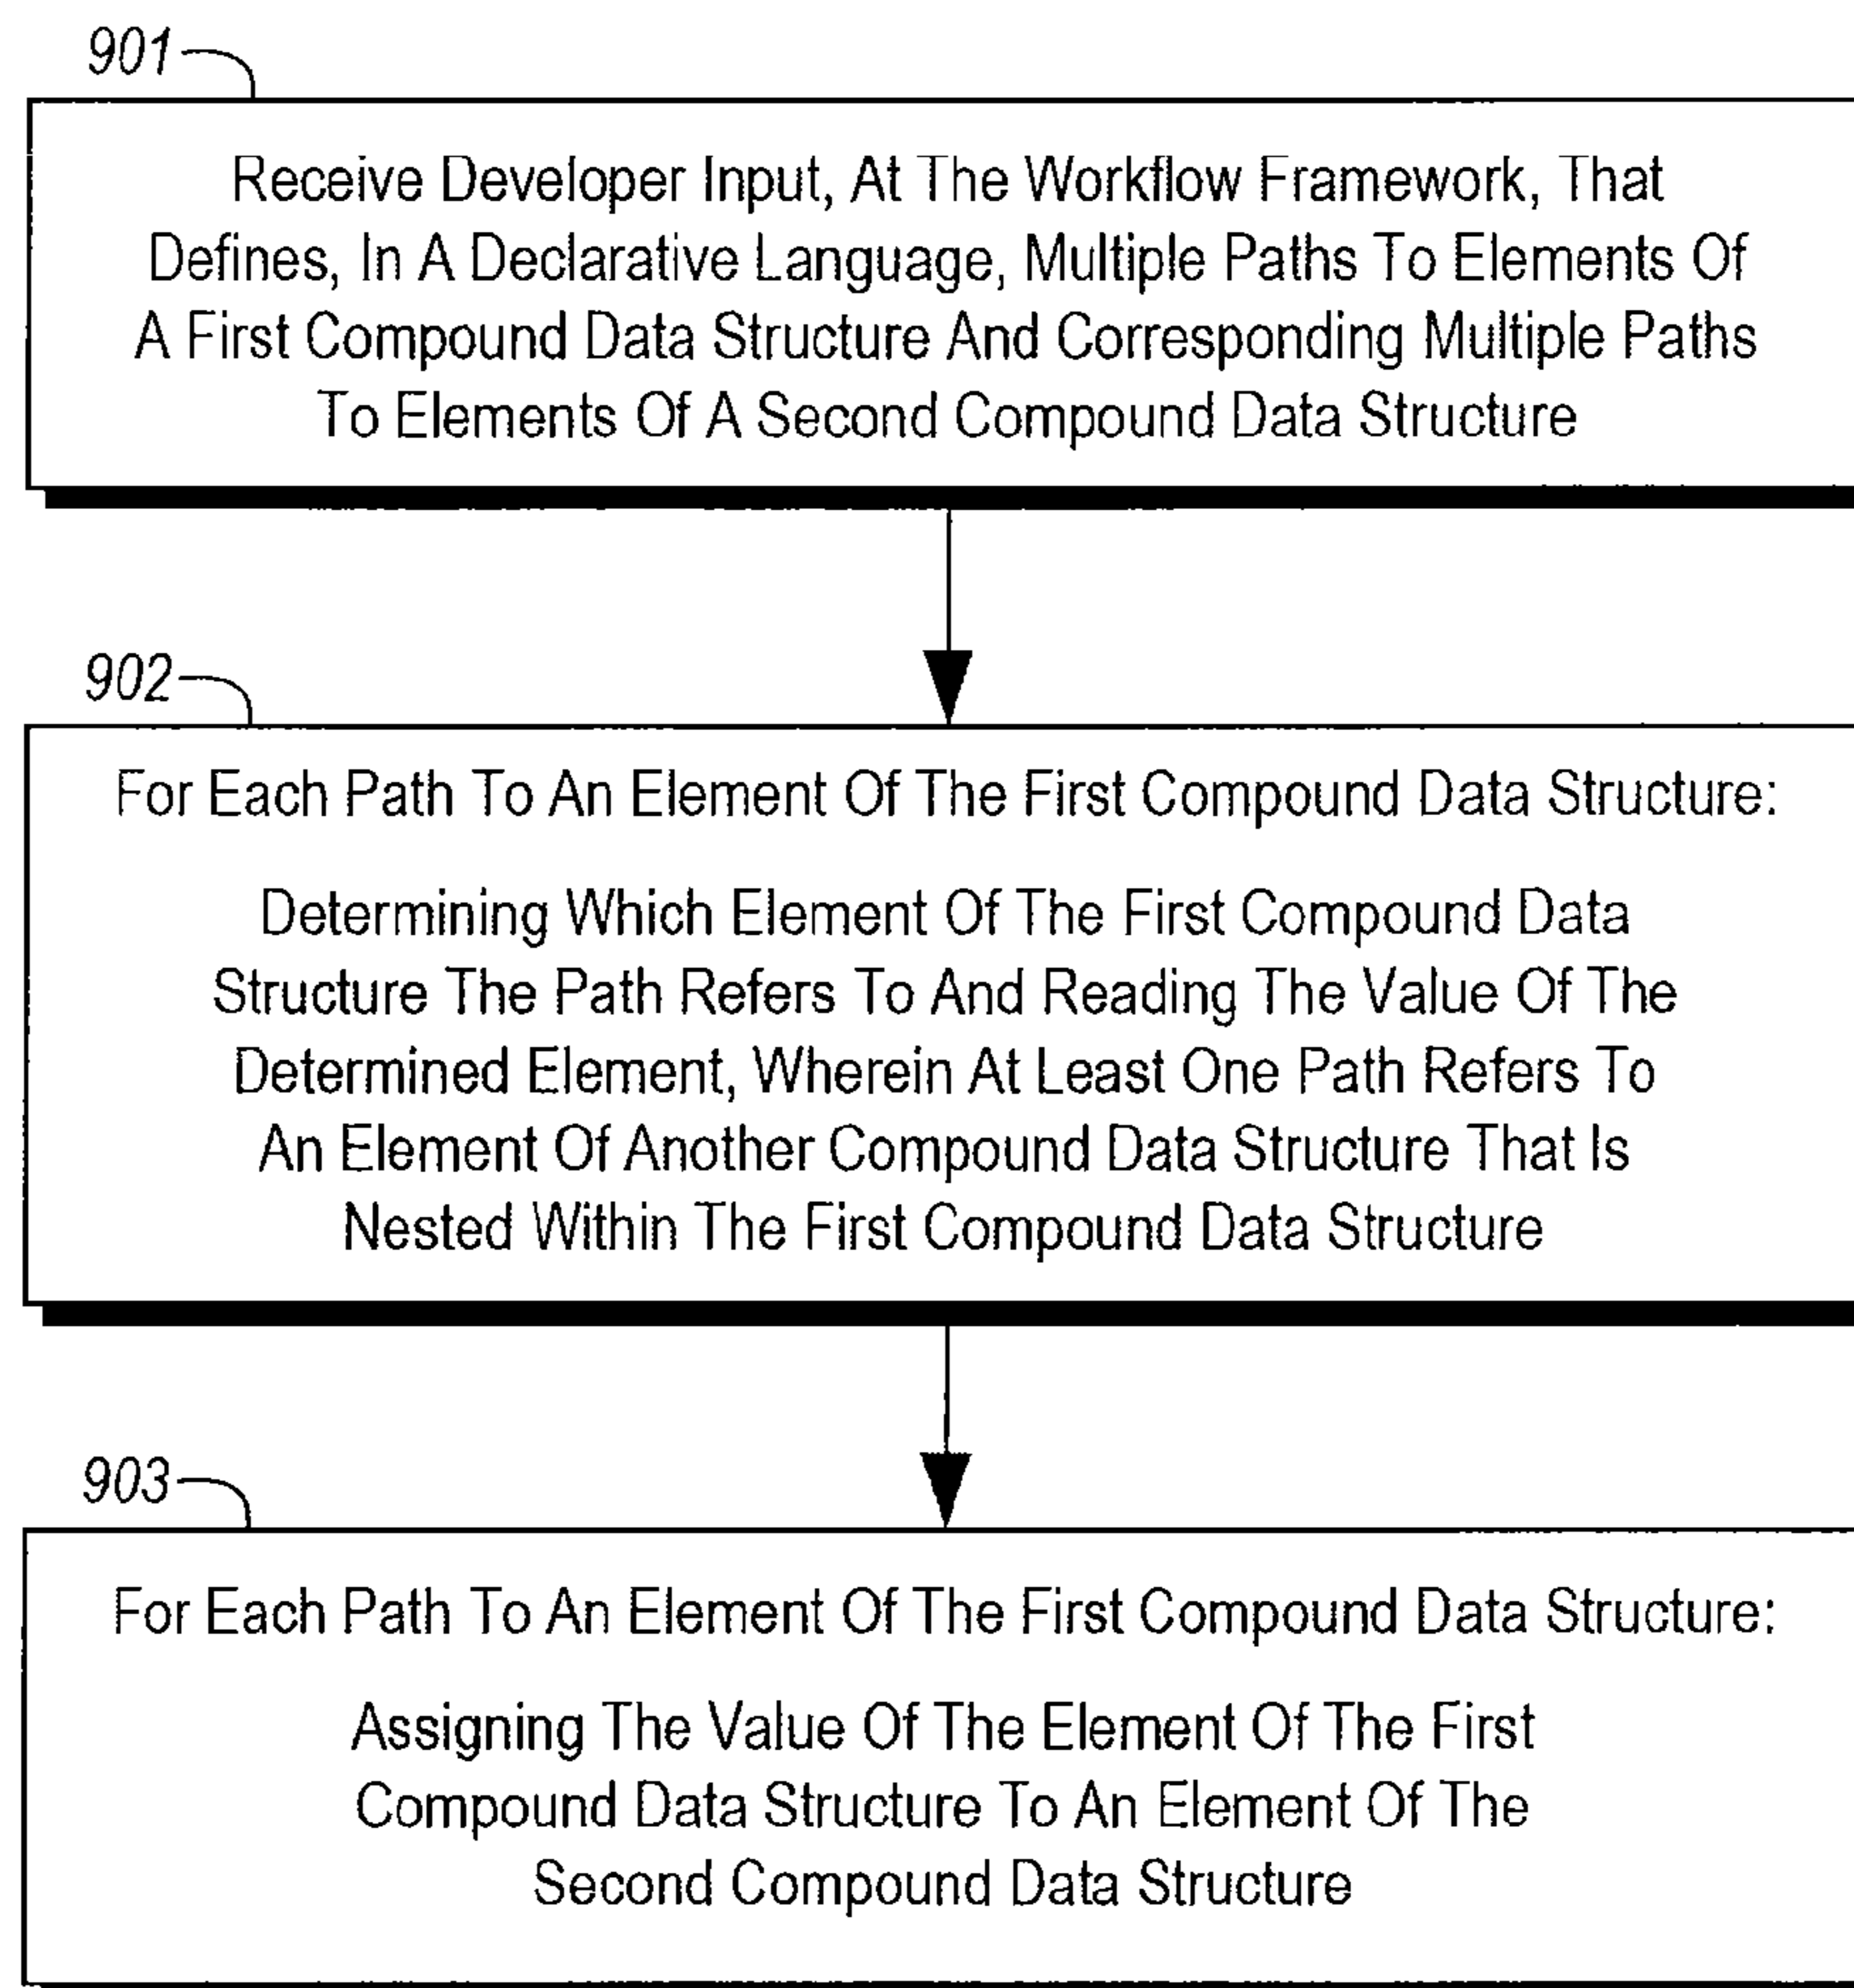 901
Receive Developer Input, At The Workflow Framework, That
Defines, In A Declarative Language, Multiple Paths To Elements Of
A First Compound Data Structure And Corresponding Multiple Paths
To Elements Of A Second Compound Data Structure
902
For Each Path To An Element Of The First Compound Data Structure:
Determining Which Element Of The First Compound Data
Structure The Path Refers To And Reading The Value Of The
Determined Element, Wherein At Least One Path Refers To
An Element Of Another Compound Data Structure That Is
Nested Within The First Compound Data Structure
903
For Each Path To An Element Of The First Compound Data Structure:
Assigning The Value Of The Element Of The First
Compound Data Structure To An Element Of The
Second Compound Data Structure